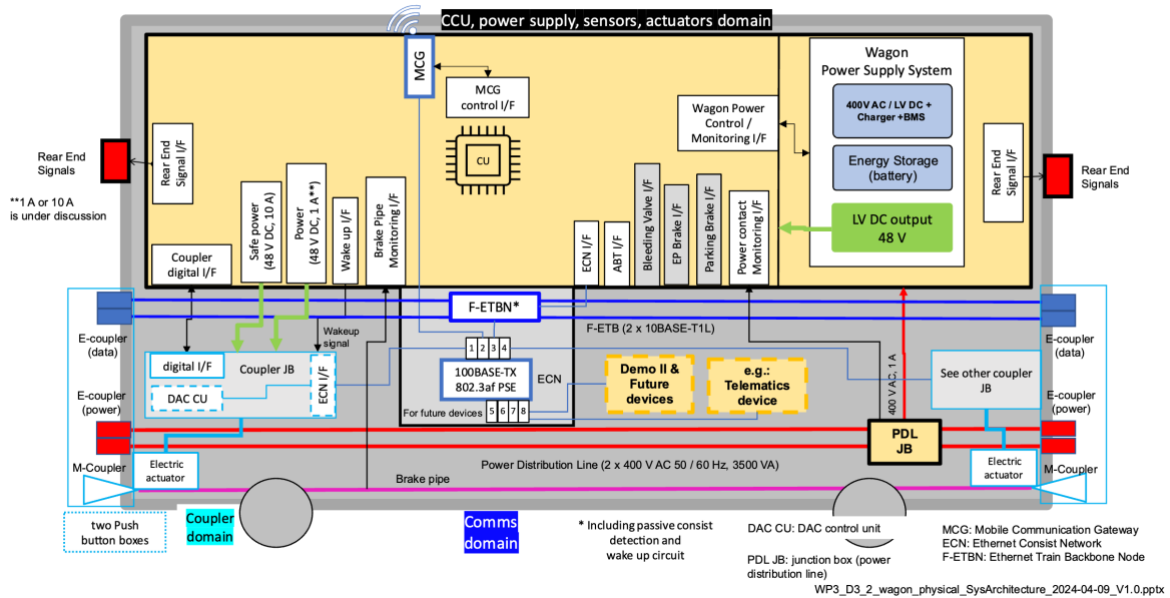 CCU, power supply, sensors, actuators domain
MCG
MCG
control I/F
CU
Wagon
Power Supply System
400V AC / LV DC +
Charger +BMS
Energy Storage
(battery)
LV DC output
48 V
Wagon Power
Control /
Monitoring I/F
Rear End
Signals
Rear End
Signal I/F
Rear End
Signal I/F
Rear End
Signals
**1 A or 10 A
is under discussion
Coupler
digital I/F
Safe power
(48 V DC, 10 A)
Power
(48 V DC, 1 A**)
Wake up I/F
Brake Pipe
Monitoring I/F
ECN I/F
ABT I/F
Bleeding Valve I/F
EP Brake I/F
Parking Brake I/F
Power contact
Monitoring I/F
F-ETBN*
F-ETB (2 x 10BASE-T1L)
E-coupler
(data)
E-coupler
(data)
Wakeup
signal
digital I/F
Coupler JB
DAC CU
ECN I/F
1 2 3 4
100BASE-TX
802.3af PSE
ECN
For future devices
5 6 7 8
Demo II &
Future
devices
e.g.:
Telematics
device
400 V AC, 1 A
See other coupler
JB
E-coupler
(power)
E-coupler
(power)
PDL
JB
M-Coupler
Electric
actuator
Power Distribution Line (2 x 400 V AC 50 / 60 Hz, 3500 VA)
Electric
actuator
M-Coupler
Brake pipe
two Push
button boxes
Coupler
domain
Comms
domain
* Including passive consist
detection and
wake up circuit
DAC CU: DAC control unit
PDL JB: junction box (power
distribution line)
MCG: Mobile Communication Gateway
ECN: Ethernet Consist Network
F-ETBN: Ethernet Train Backbone Node
WP3_D3_2_wagon_physical_SysArchitecture_2024-04-09_V1.0.pptx